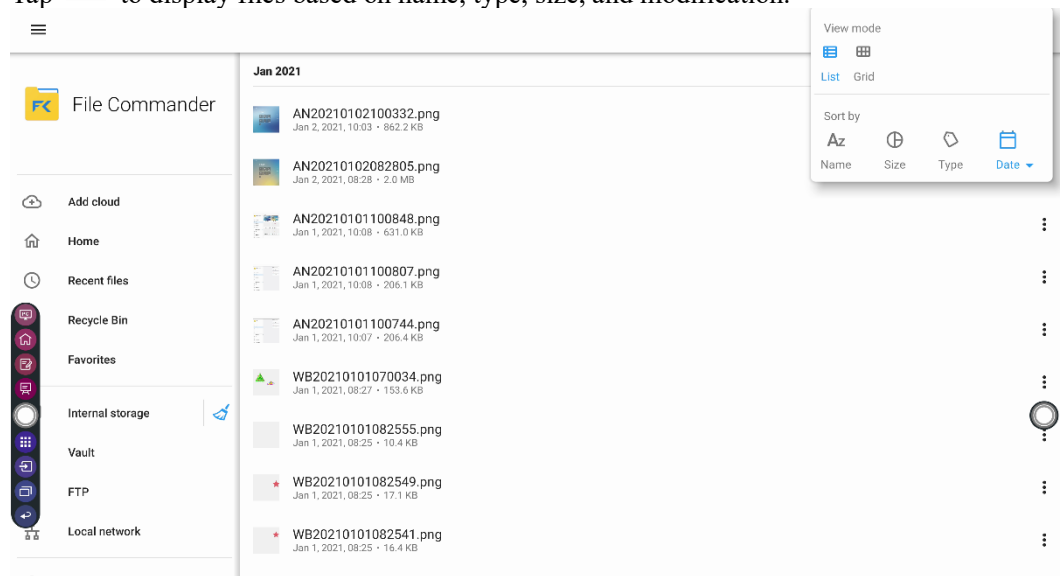 Tap to display files based on name, type, size, and modification.
View mode
List Grid
Sort by
Az
Name Size Type Date
FK File Commander
Add cloud
Home
Recent files
Recycle Bin
Favorites
Internal storage
Vault
FTP
Local network
Jan 2021
AN20210102100332.png
Jan 2, 2021, 10:03 • 862.2 KB
AN20210102082805.png
Jan 2, 2021, 08:28 • 2.0 MB
AN20210101100848.png
Jan 1, 2021, 10:08 • 631.0 KB
AN20210101100807.png
Jan 1, 2021, 10:08 • 206.1 KB
AN20210101100744.png
Jan 1, 2021, 10:07 • 206.4 KB
WB20210101070034.png
Jan 1, 2021, 08:27 • 153.6 KB
WB20210101082555.png
Jan 1, 2021, 08:25 • 10.4 KB
WB20210101082549.png
Jan 1, 2021, 08:25 • 17.1 KB
WB20210101082541.png
Jan 1, 2021, 08:25 • 16.4 KB